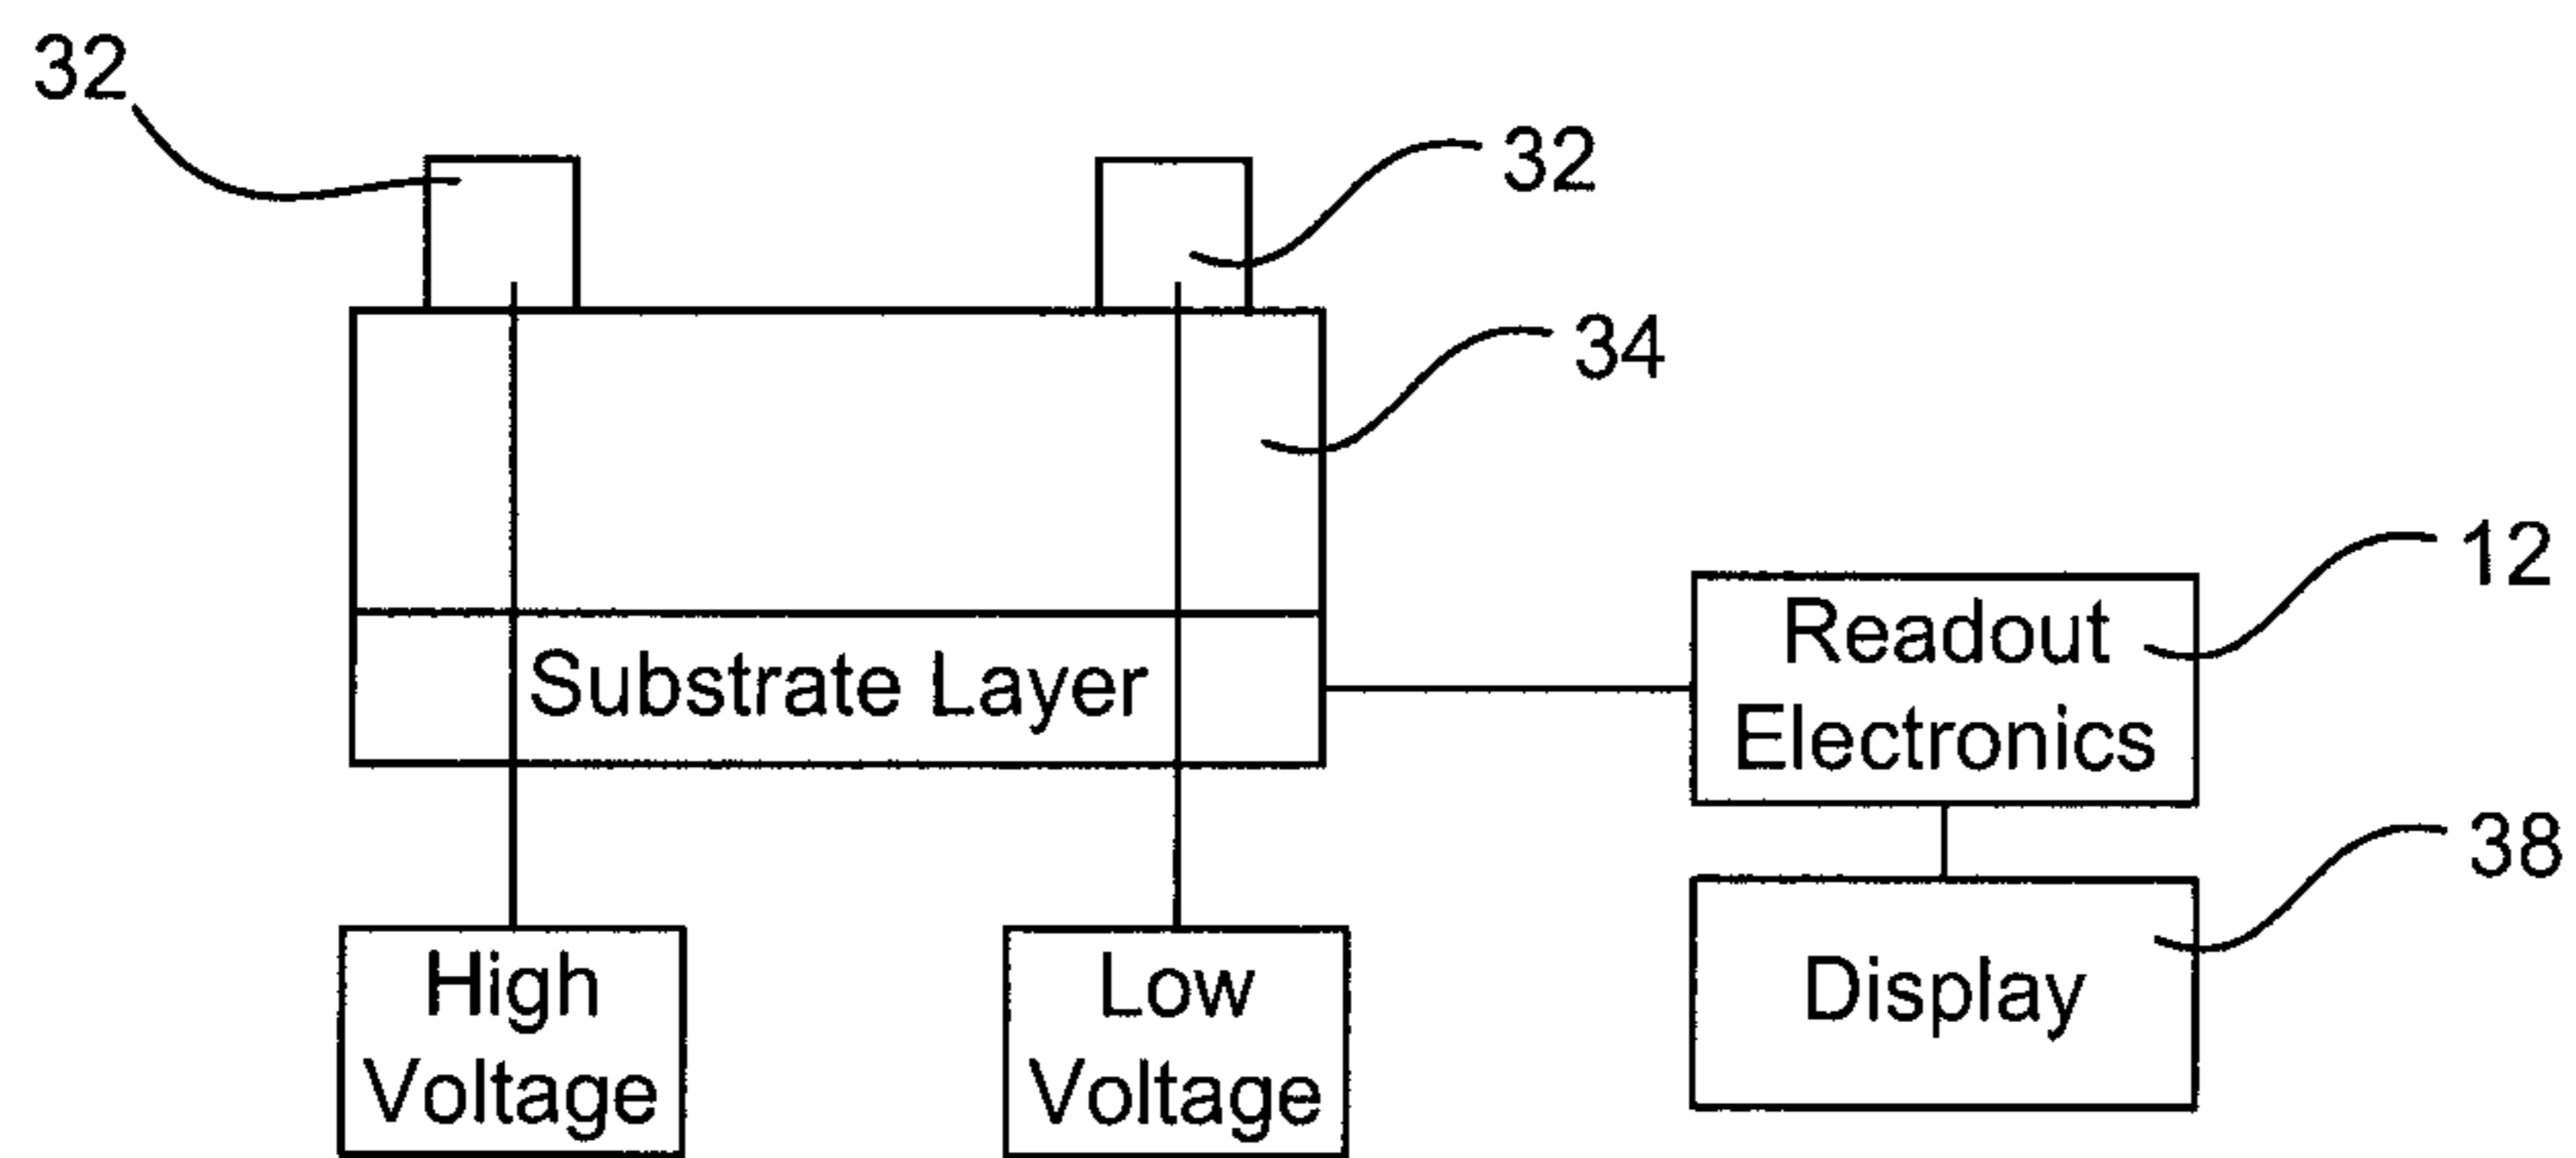 32
32
34
12
Readout
Electronics
Substrate Layer
38
High
Voltage
Low
Voltage
Display